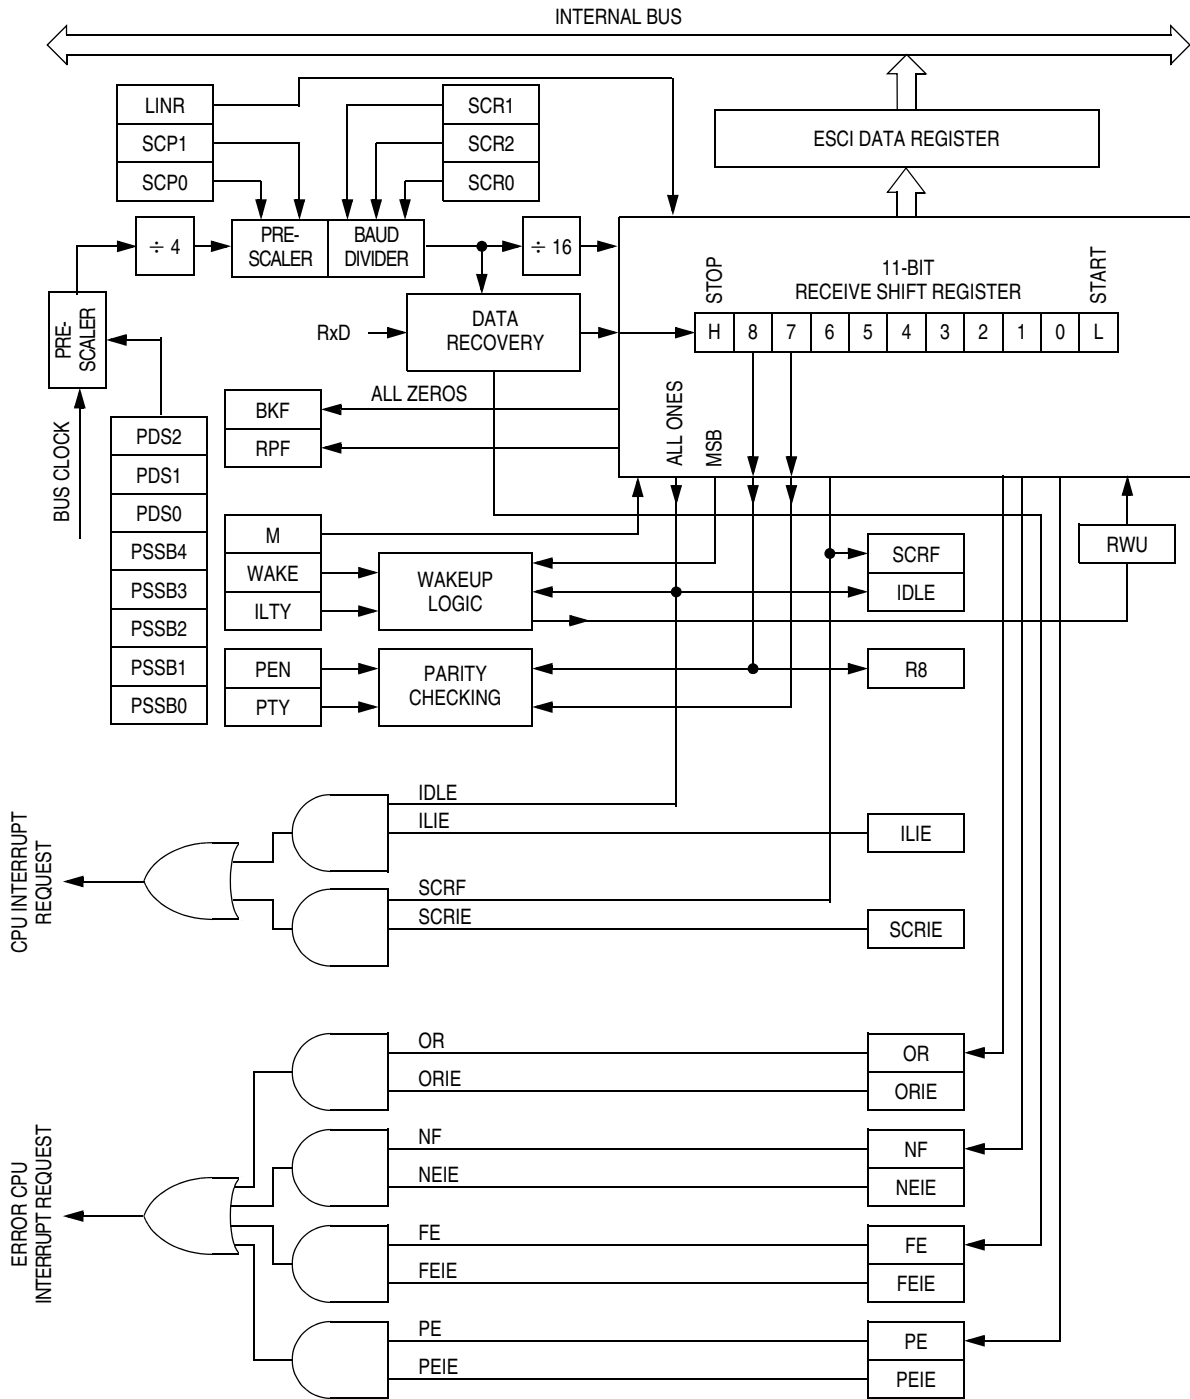 INTERNAL BUS
LINR
SCP1
SCP0
SCR1
SCR2
SCR0
ESCI DATA REGISTER
÷ 4
PRE-
SCALER
BAUD
DIVIDER
÷ 16
PRE-
SCALER
BUS CLOCK
RxD
DATA
RECOVERY
STOP
11-BIT
RECEIVE SHIFT REGISTER
START
H 8 7 6 5 4 3 2 1 0 L
ALL ZEROS
BKF
RPF
ALL ONES
MSB
PDS2
PDS1
PDS0
PSSB4
PSSB3
PSSB2
PSSB1
PSSB0
M
WAKE
ILTY
WAKEUP
LOGIC
SCRF
IDLE
RWU
PEN
PTY
PARITY
CHECKING
R8
CPU INTERRUPT
REQUEST
IDLE
ILIE
ILIE
SCRF
SCRIE
SCRIE
ERROR CPU
INTERRUPT REQUEST
OR
OR
ORIE
ORIE
NF
NF
NEIE
NEIE
FE
FE
FEIE
FEIE
PE
PE
PEIE
PEIE